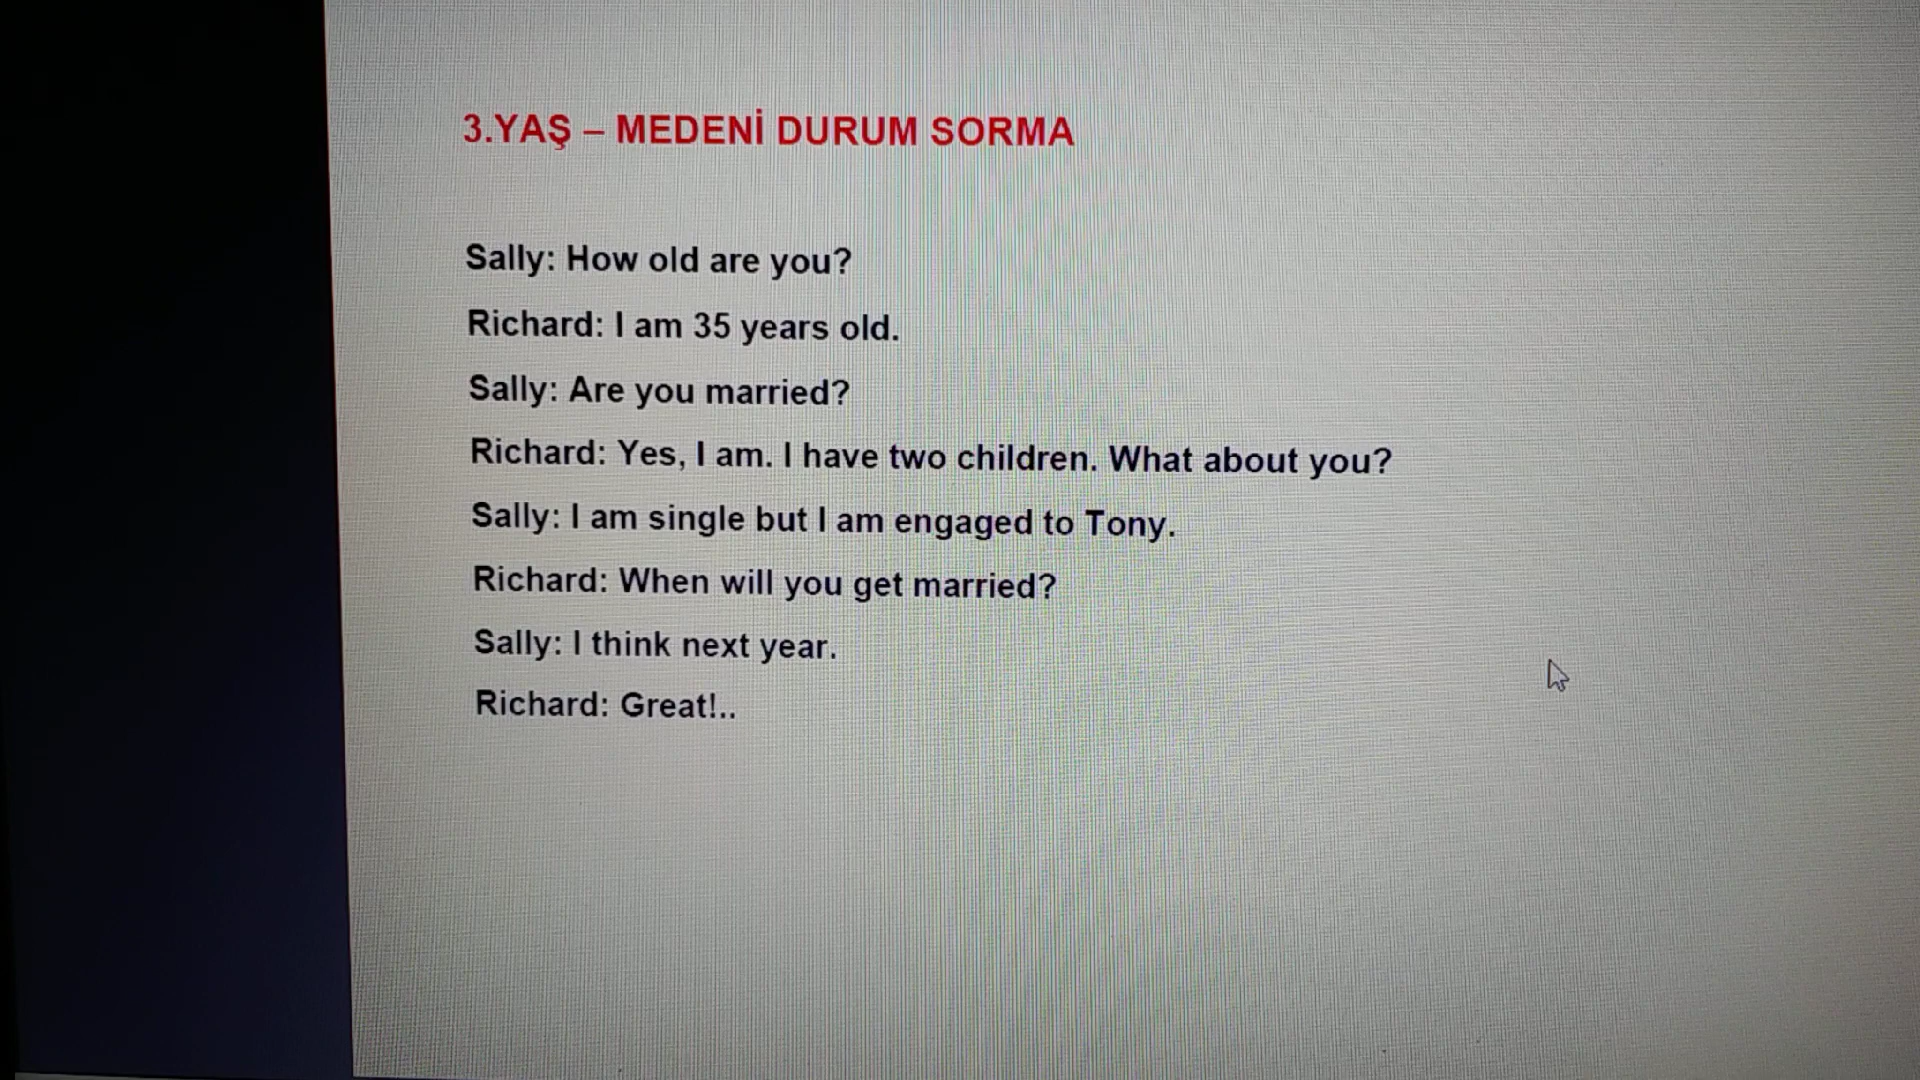 3.YAŞ – MEDENİ DURUM SORMA
Sally: How old are you?
Richard: I am 35 years old.
Sally: Are you married?
Richard: Yes, I am. I have two children. What about you?
Sally: I am single but I am engaged to Tony.
Richard: When will you get married?
Sally: I think next year.
Richard: Great!..